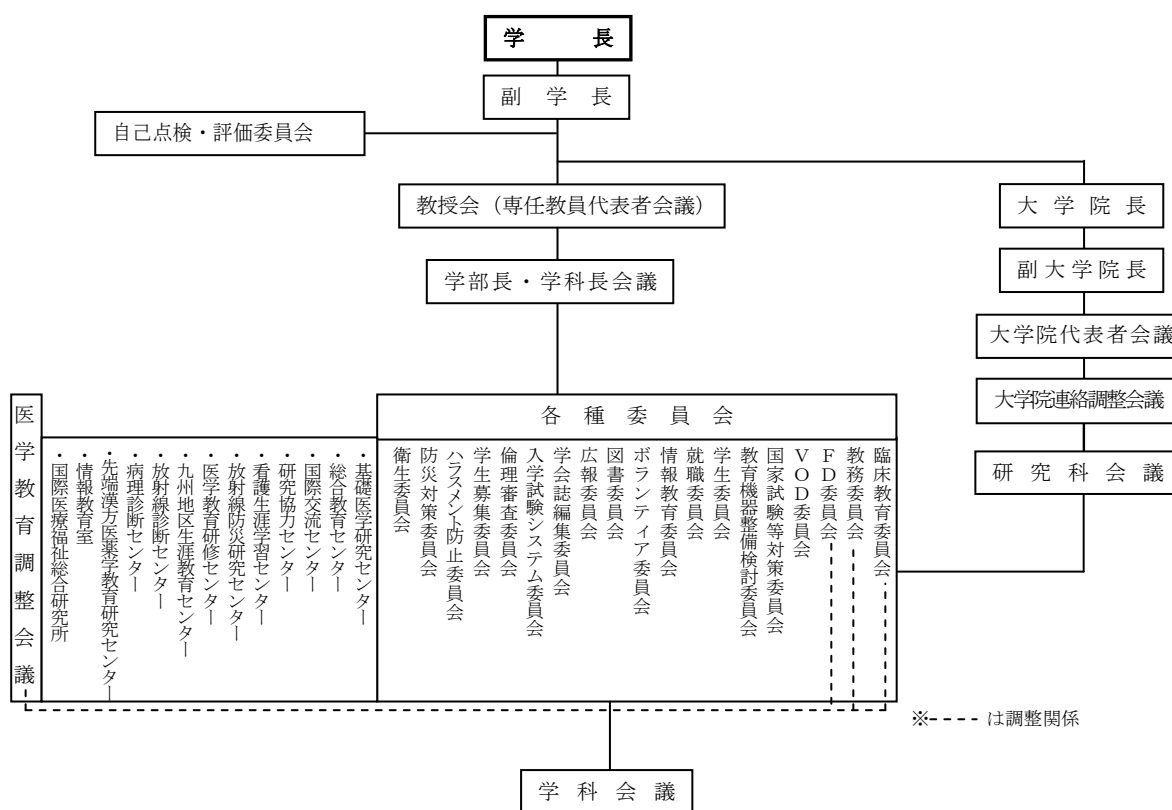 学　　長
副　学　長
自己点検・評価委員会
教授会（専任教員代表者会議）
大　学　院　長
学部長・学科長会議
副 大 学 院 長
大学院代表者会議
大学院連絡調整会議
研 究 科 会 議
各　種　委　員　会
臨床教育委員会
教務委員会
ＦＤ委員会
ＶＯＤ委員会
国家試験等対策委員会
教育機器整備検討委員会
学生委員会
就職委員会
情報教育委員会
ボランティア委員会
図書委員会
広報委員会
学会誌編集委員会
入学試験システム委員会
倫理審査委員会
学生募集委員会
ハラスメント防止委員会
防災対策委員会
衛生委員会
・基礎医学研究センター
・総合教育センター
・国際交流センター
・研究協力センター
・看護生涯学習センター
・放射線防災研究センター
・医学教育研修センター
・九州地区生涯教育センター
・放射線診断センター
・病理診断センター
・先端漢方医薬学教育研究センター
・情報教育室
・国際医療福祉総合研究所
医学教育調整会議
※---- は調整関係
学 科 会 議